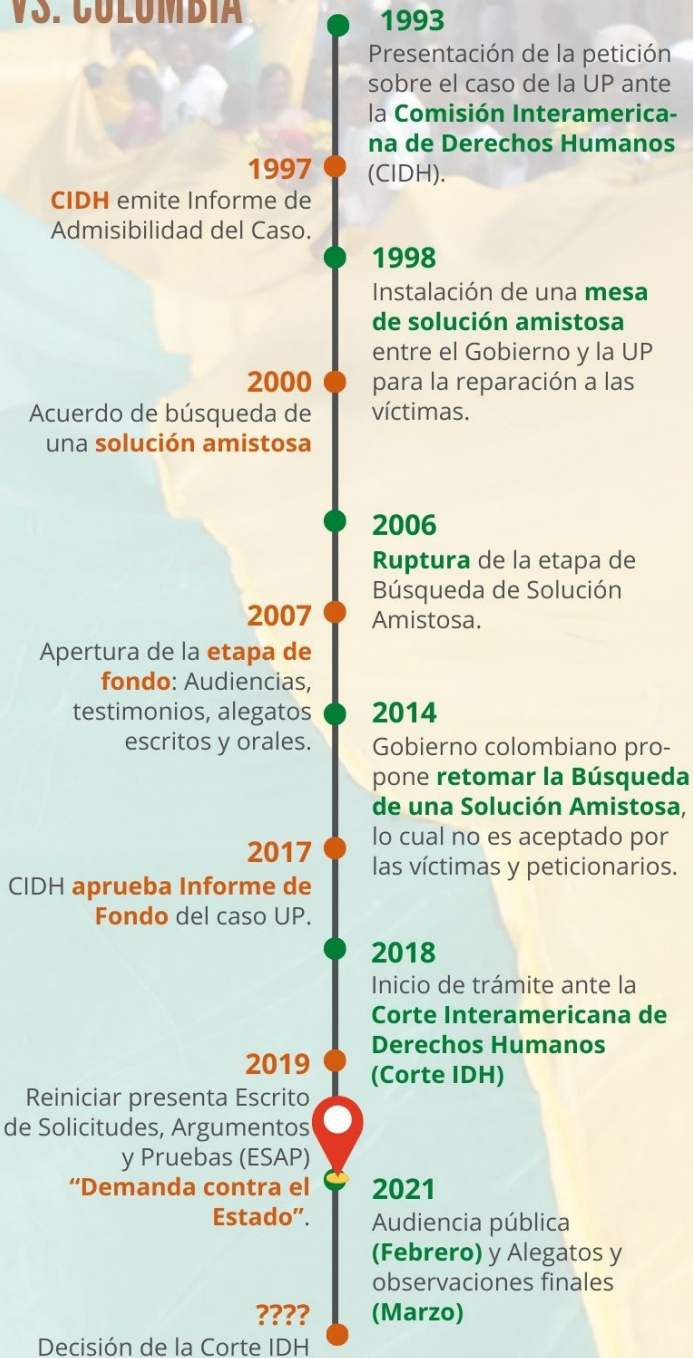 VS. COLOMBIA
1993
Presentación de la petición
sobre el caso de la UP ante
la Comisión Interamerica-
na de Derechos Humanos
(CIDH).
1997
CIDH emite Informe de
Admisibilidad del Caso.
1998
Instalación de una mesa
de solución amistosa
entre el Gobierno y la UP
para la reparación a las
víctimas.
2000
Acuerdo de búsqueda de
una solución amistosa
2006
Ruptura de la etapa de
Búsqueda de Solución
Amistosa.
2007
Apertura de la etapa de
fondo: Audiencias,
testimonios, alegatos
escritos y orales.
2014
Gobierno colombiano pro-
pone retomar la Búsqueda
de una Solución Amistosa,
lo cual no es aceptado por
las víctimas y peticionarios.
2017
CIDH aprueba Informe de
Fondo del caso UP.
2018
Inicio de trámite ante la
Corte Interamericana de
Derechos Humanos
(Corte IDH)
2019
Reiniciar presenta Escrito
de Solicitudes, Argumentos
y Pruebas (ESAP)
“Demanda contra el
Estado”.
2021
Audiencia pública
(Febrero) y Alegatos y
observaciones finales
(Marzo)
????
Decisión de la Corte IDH